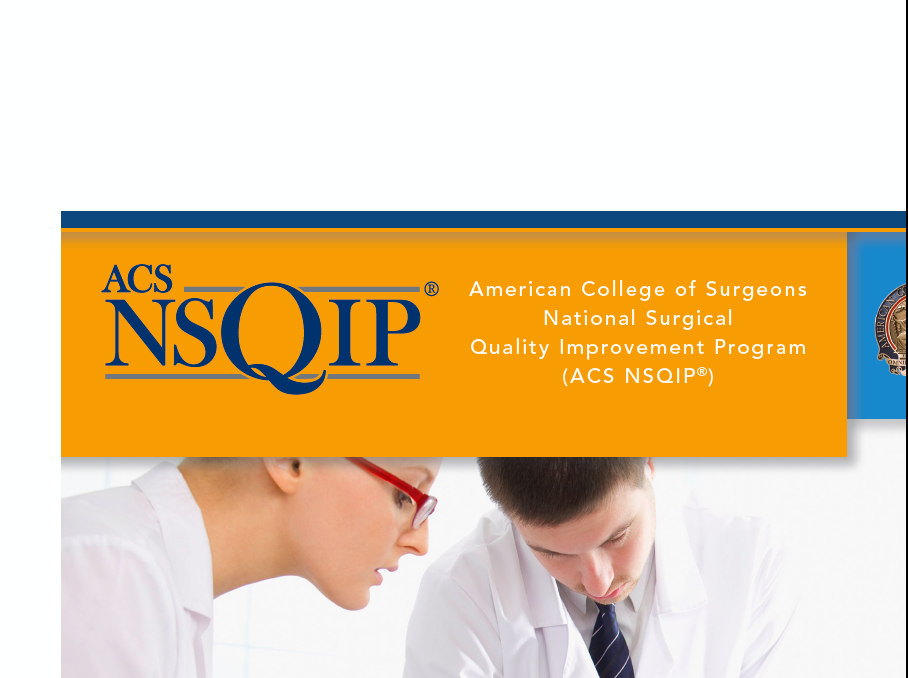 ACS
NSQIP®
American College of Surgeons
National Surgical
Quality Improvement Program
(ACS NSQIP®)